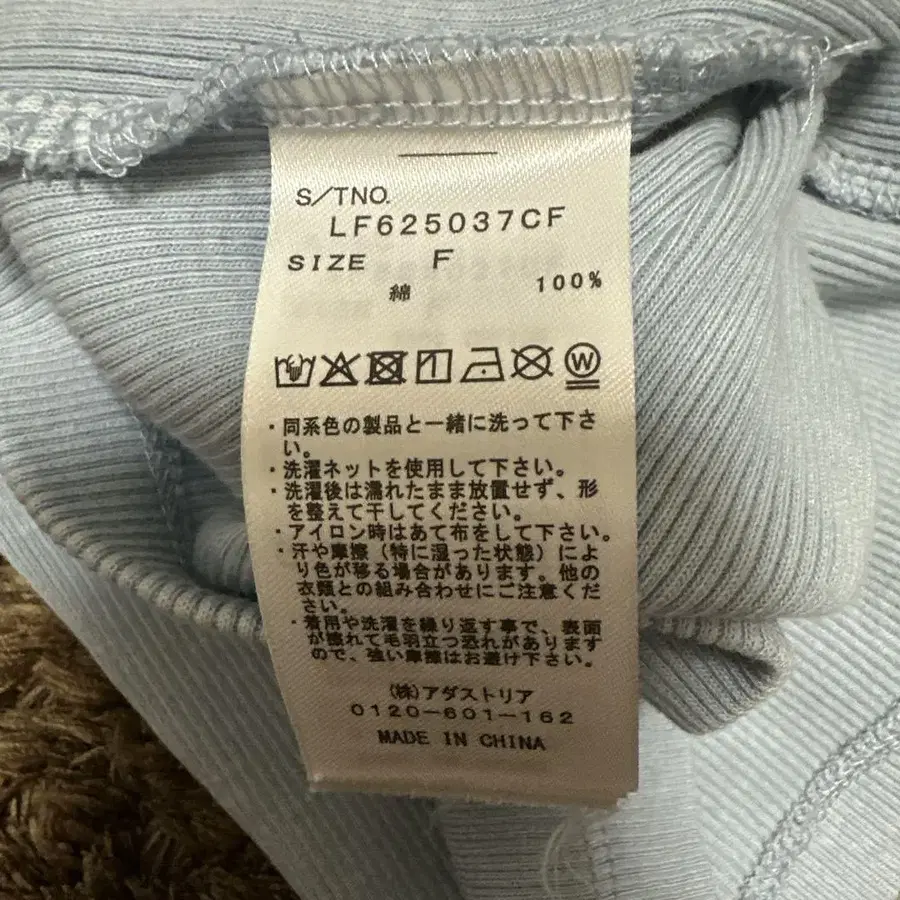 S/TNO.
LF625037CF
SIZE F
綿 100%
W
・同系色の製品と一緒に洗って下さ
い。
・洗濯ネットを使用して下さい。
・洗濯後は濡れたまま放置せず、形
を整えて干してください。
・アイロン時はあて布をして下さい。
・汗や摩擦（特に湿った状態）によ
り色が移る場合があります。他の
衣類との組み合わせにご注意くだ
さい。
・着用や洗濯を繰り返す事で、表面
が擦れて毛羽立つ恐れがあります
ので、強い摩擦はお避け下さい。
(株)アダストリア
0120-601-162
MADE IN CHINA